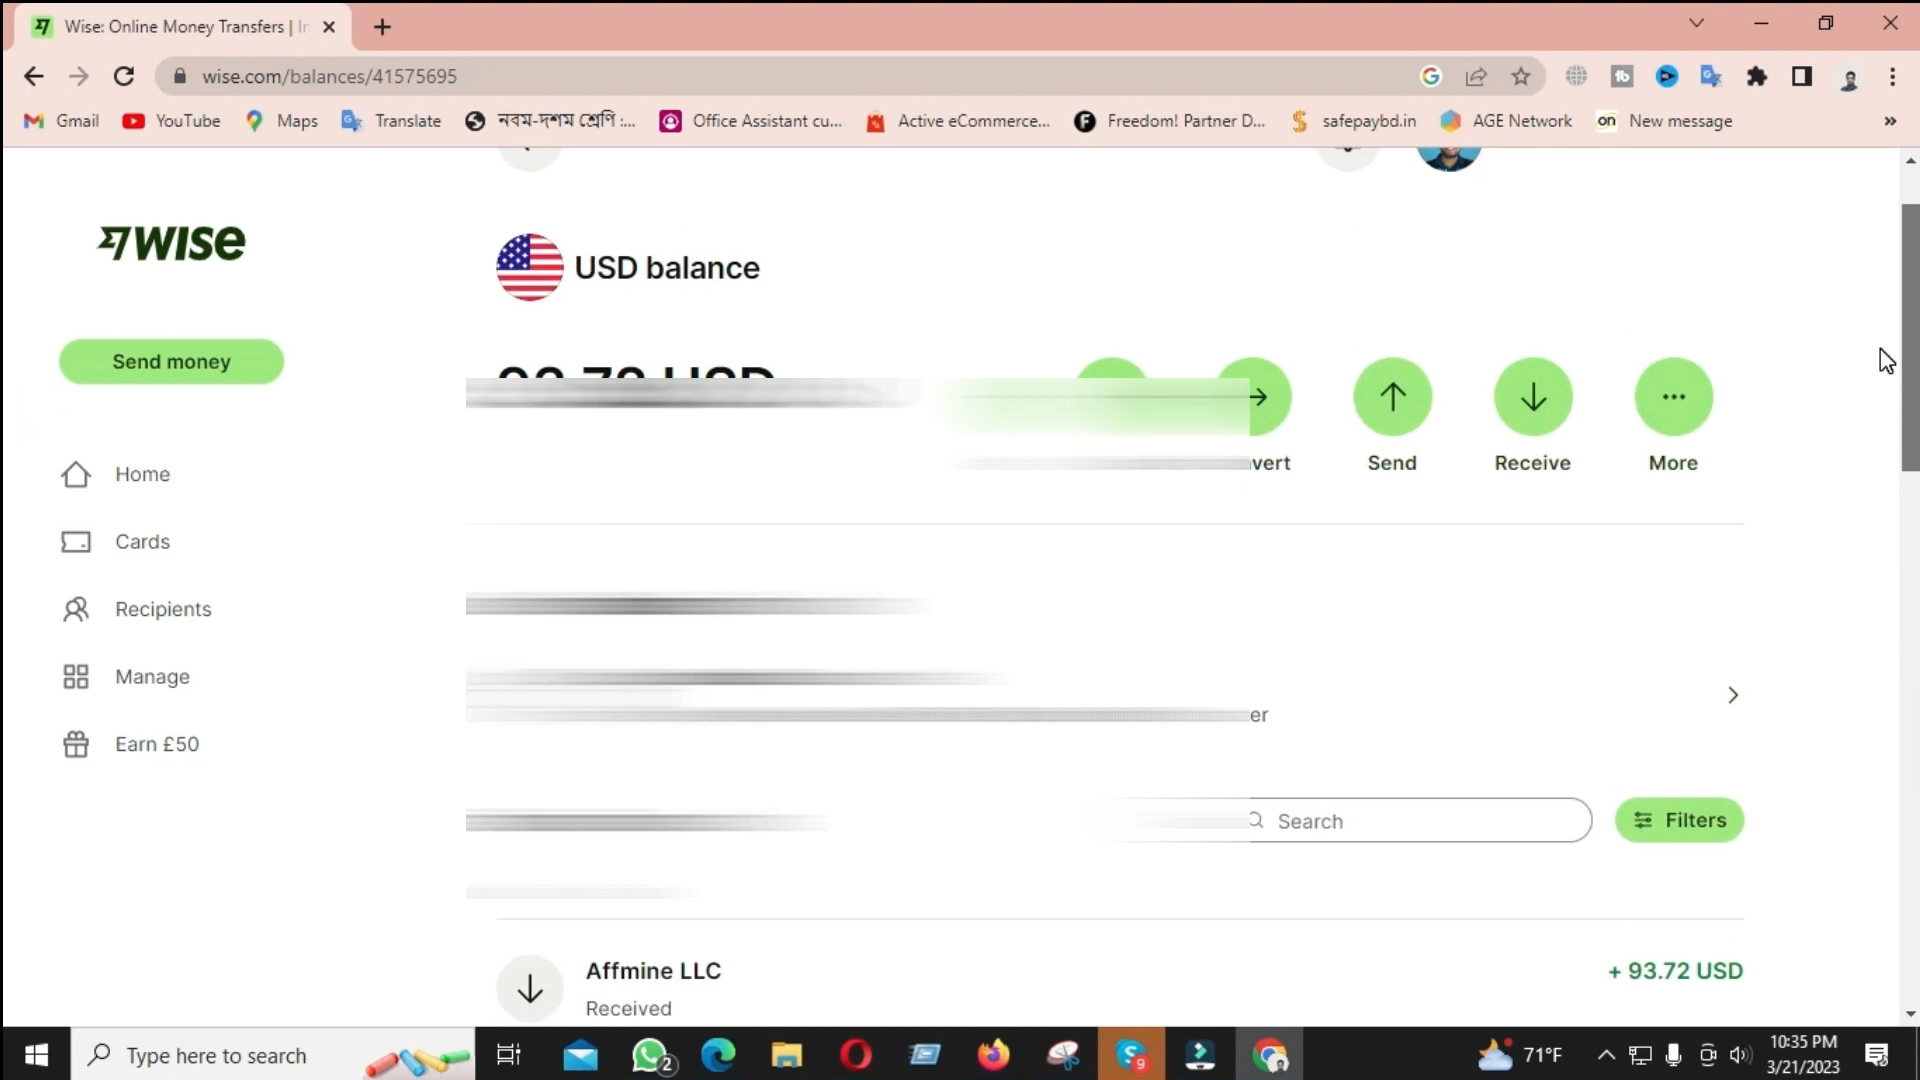 Wise: Online Money Transfers | In
wise.com/balances/41575695
Gmail
YouTube
Maps
Translate
নবম-দশম শ্রেণি :...
Office Assistant cu...
Active eCommerce...
Freedom! Partner D...
safepaybd.in
AGE Network
on New message
WISE
USD balance
Send money
vert
Send
Receive
More
Home
Cards
Recipients
Manage
Earn £50
er
Search
Filters
Affmine LLC
+ 93.72 USD
Received
Type here to search
2
9
71°F
10:35 PM
3/21/2023